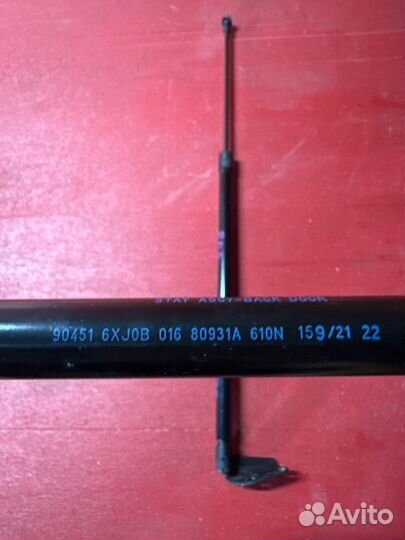 STAY ASSY-BACK DOOR
90451 6XJ0B 016 80931A 610N 159/21 22
Avito